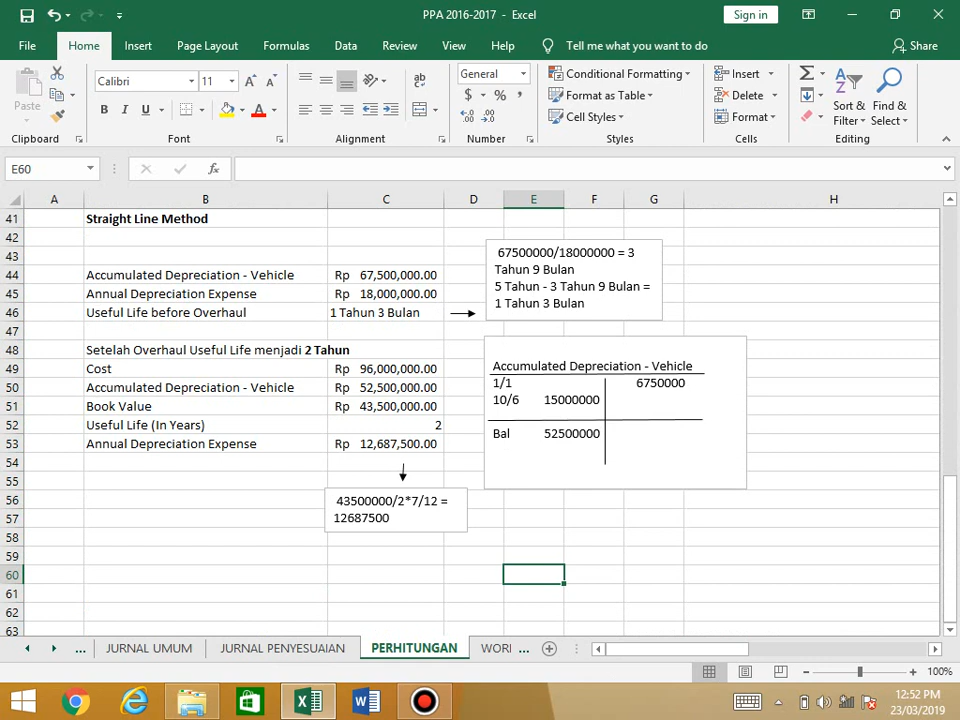 PPA 2016-2017 - Excel
Sign in
File Home Insert Page Layout Formulas Data Review View Help Tell me what you want to do Share
Paste
Calibri 11
B I U
General
$ % ,
Conditional Formatting
Format as Table
Cell Styles
Insert
Delete
Format
Sort & Filter
Find & Select
Clipboard Font Alignment Number Styles Cells Editing
E60 fx
A B C D E F G H
41 Straight Line Method
42
43
44 Accumulated Depreciation - Vehicle Rp 67,500,000.00
45 Annual Depreciation Expense Rp 18,000,000.00
46 Useful Life before Overhaul 1 Tahun 3 Bulan
67500000/18000000 = 3
Tahun 9 Bulan
5 Tahun - 3 Tahun 9 Bulan =
1 Tahun 3 Bulan
47
48 Setelah Overhaul Useful Life menjadi 2 Tahun
49 Cost Rp 96,000,000.00
50 Accumulated Depreciation - Vehicle Rp 52,500,000.00
51 Book Value Rp 43,500,000.00
52 Useful Life (In Years) 2
53 Annual Depreciation Expense Rp 12,687,500.00
Accumulated Depreciation - Vehicle
1/1 6750000
10/6 15000000
Bal 52500000
54
55
56
57
43500000/2*7/12 =
12687500
58
59
60
61
62
63
... JURNAL UMUM JURNAL PENYESUAIAN PERHITUNGAN WORI ...
100%
12:52 PM
23/03/2019